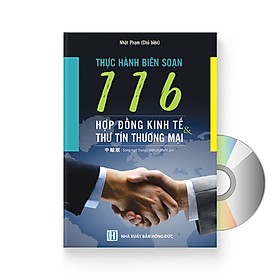 Nhật Phạm (Chủ biên)
THỰC HÀNH BIÊN SOẠN
116
HỢP ĐỒNG KINH TẾ
&
THƯ TÍN THƯƠNG MẠI
中越版
NHÀ XUẤT BẢN HỒNG ĐỨC